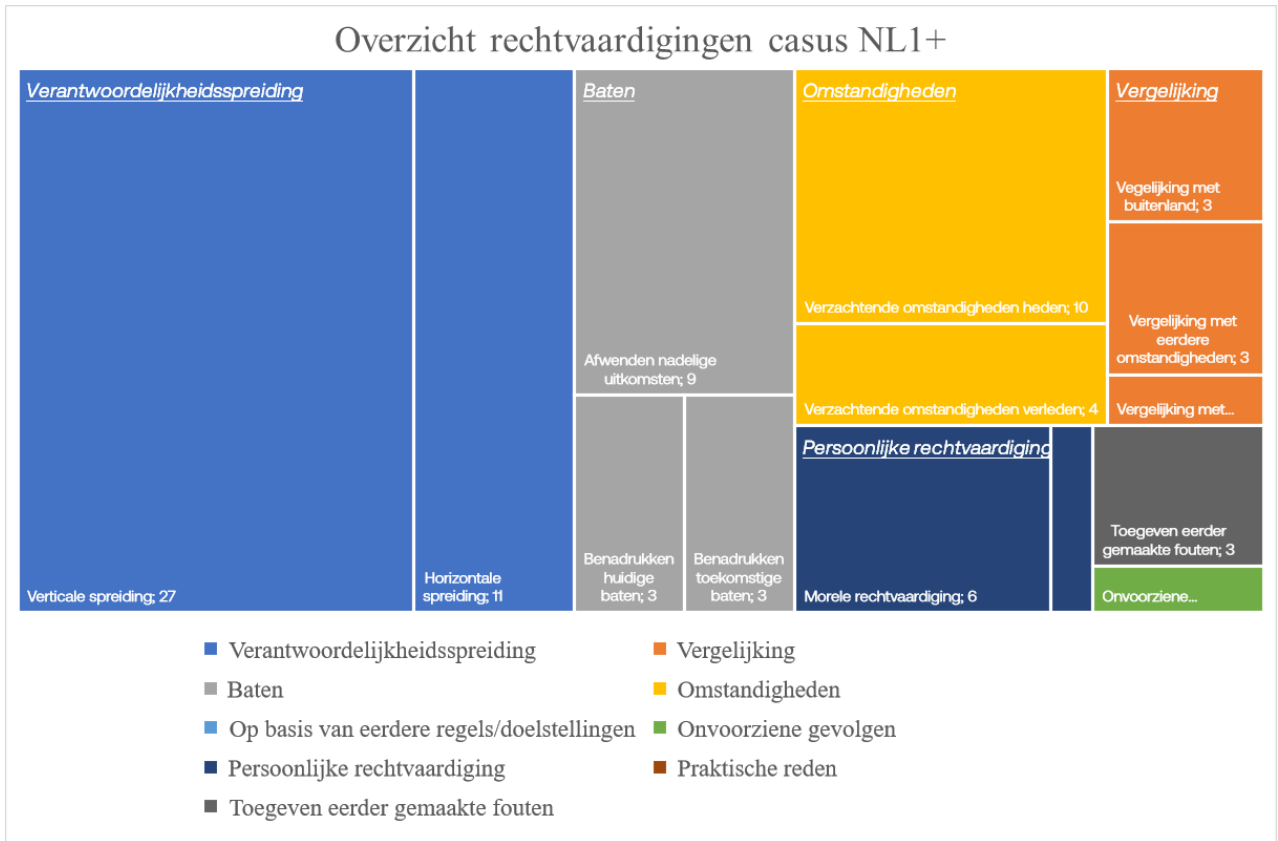 Overzicht rechtvaardigingen casus NL1+
Verantwoordelijkheidsspreiding
Verticale spreiding; 27
Horizontale
spreiding; 11
Baten
Afwenden nadelige
uitkomsten; 9
Benadrukken
huidige
baten; 3
Benadrukken
toekomstige
baten; 3
Omstandigheden
Verzachtende omstandigheden heden; 10
Verzachtende omstandigheden verleden; 4
Vergelijking
Vegelijking met
buitenland; 3
Vergelijking met
eerdere
omstandigheden; 3
Vergelijking met...
Persoonlijke rechtvaardiging
Morele rechtvaardiging; 6
Toegeven eerder
gemaakte fouten; 3
Onvoorziene...
Verantwoordelijkheidsspreiding
Vergelijking
Baten
Omstandigheden
Op basis van eerdere regels/doelstellingen
Onvoorziene gevolgen
Persoonlijke rechtvaardiging
Praktische reden
Toegeven eerder gemaakte fouten